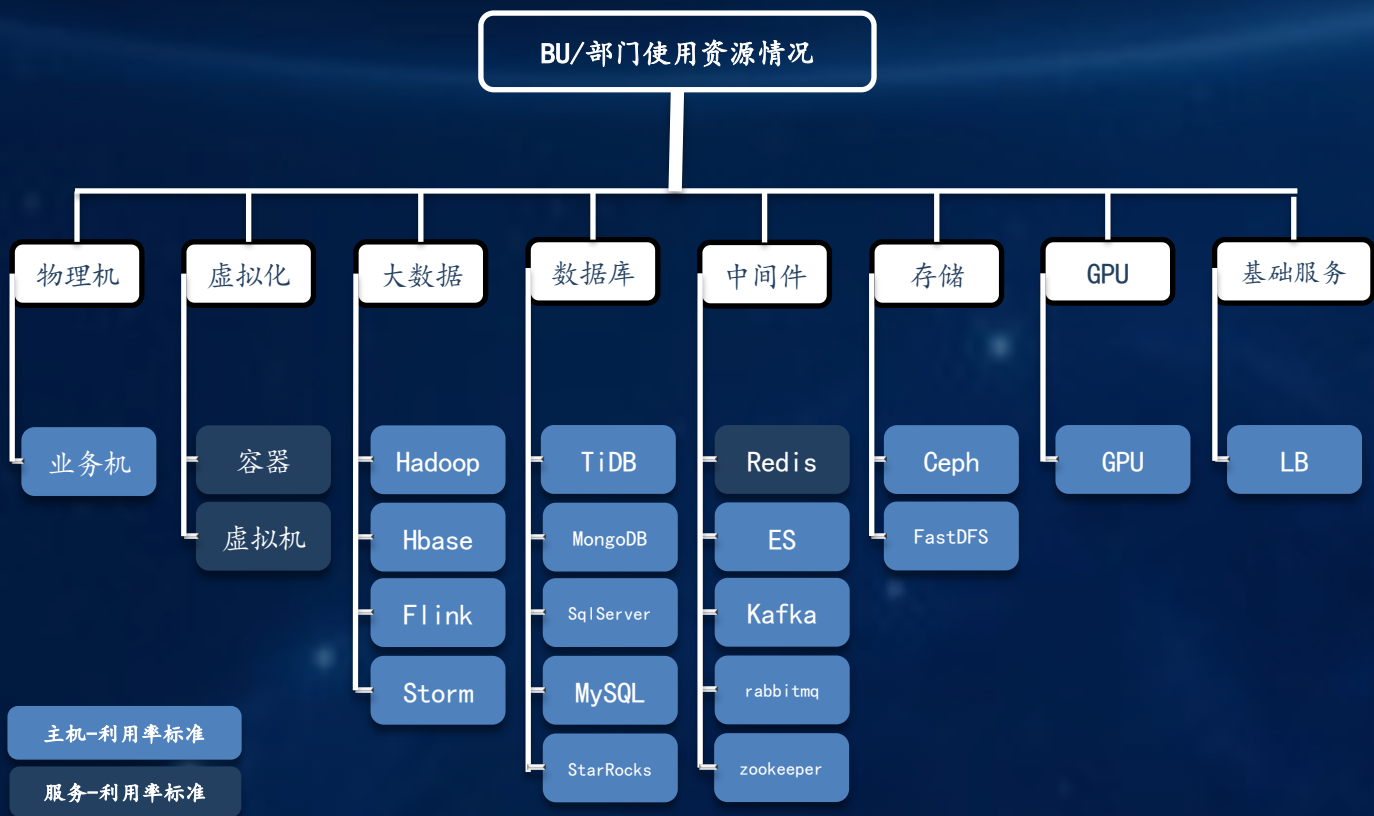 BU/部门使用资源情况
物理机
虚拟化
大数据
数据库
中间件
存储
GPU
基础服务
业务机
容器
Hadoop
TiDB
Redis
Ceph
GPU
LB
虚拟机
Hbase
MongoDB
ES
FastDFS
Flink
SqlServer
Kafka
Storm
MySQL
rabbitmq
StarRocks
zookeeper
主机-利用率标准
服务-利用率标准